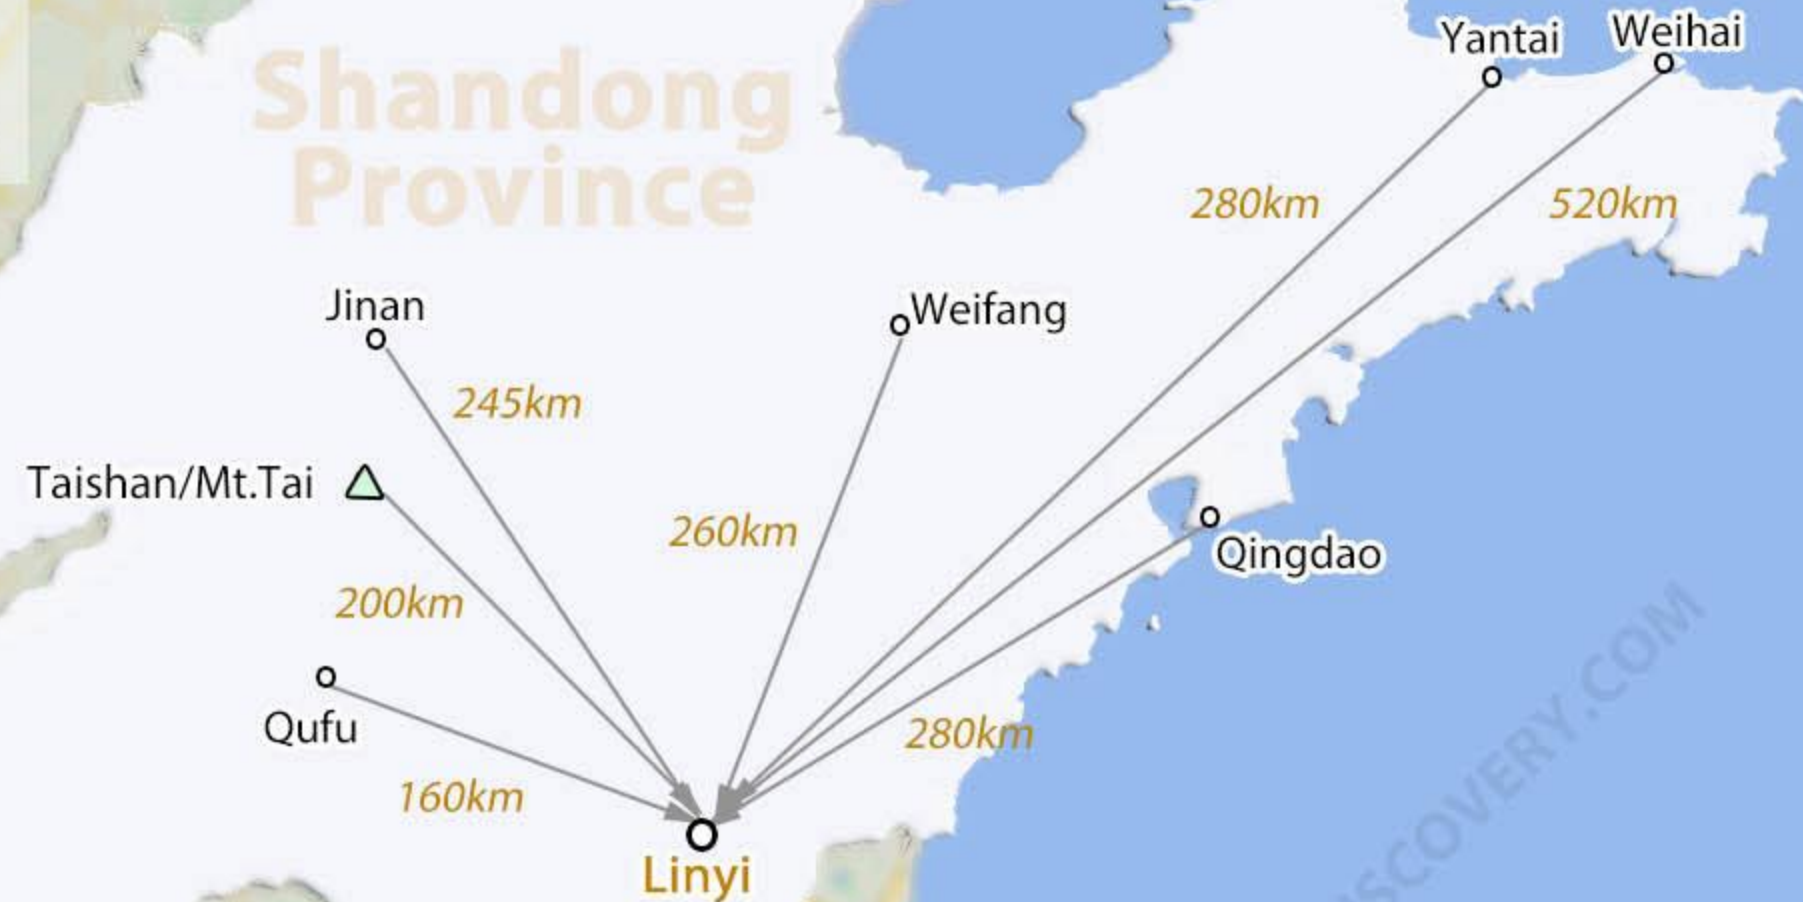 Yantai
Weihai
Shandong
Province
280km
520km
Jinan
Weifang
245km
Taishan/Mt.Tai
260km
Qingdao
200km
Qufu
280km
160km
Linyi